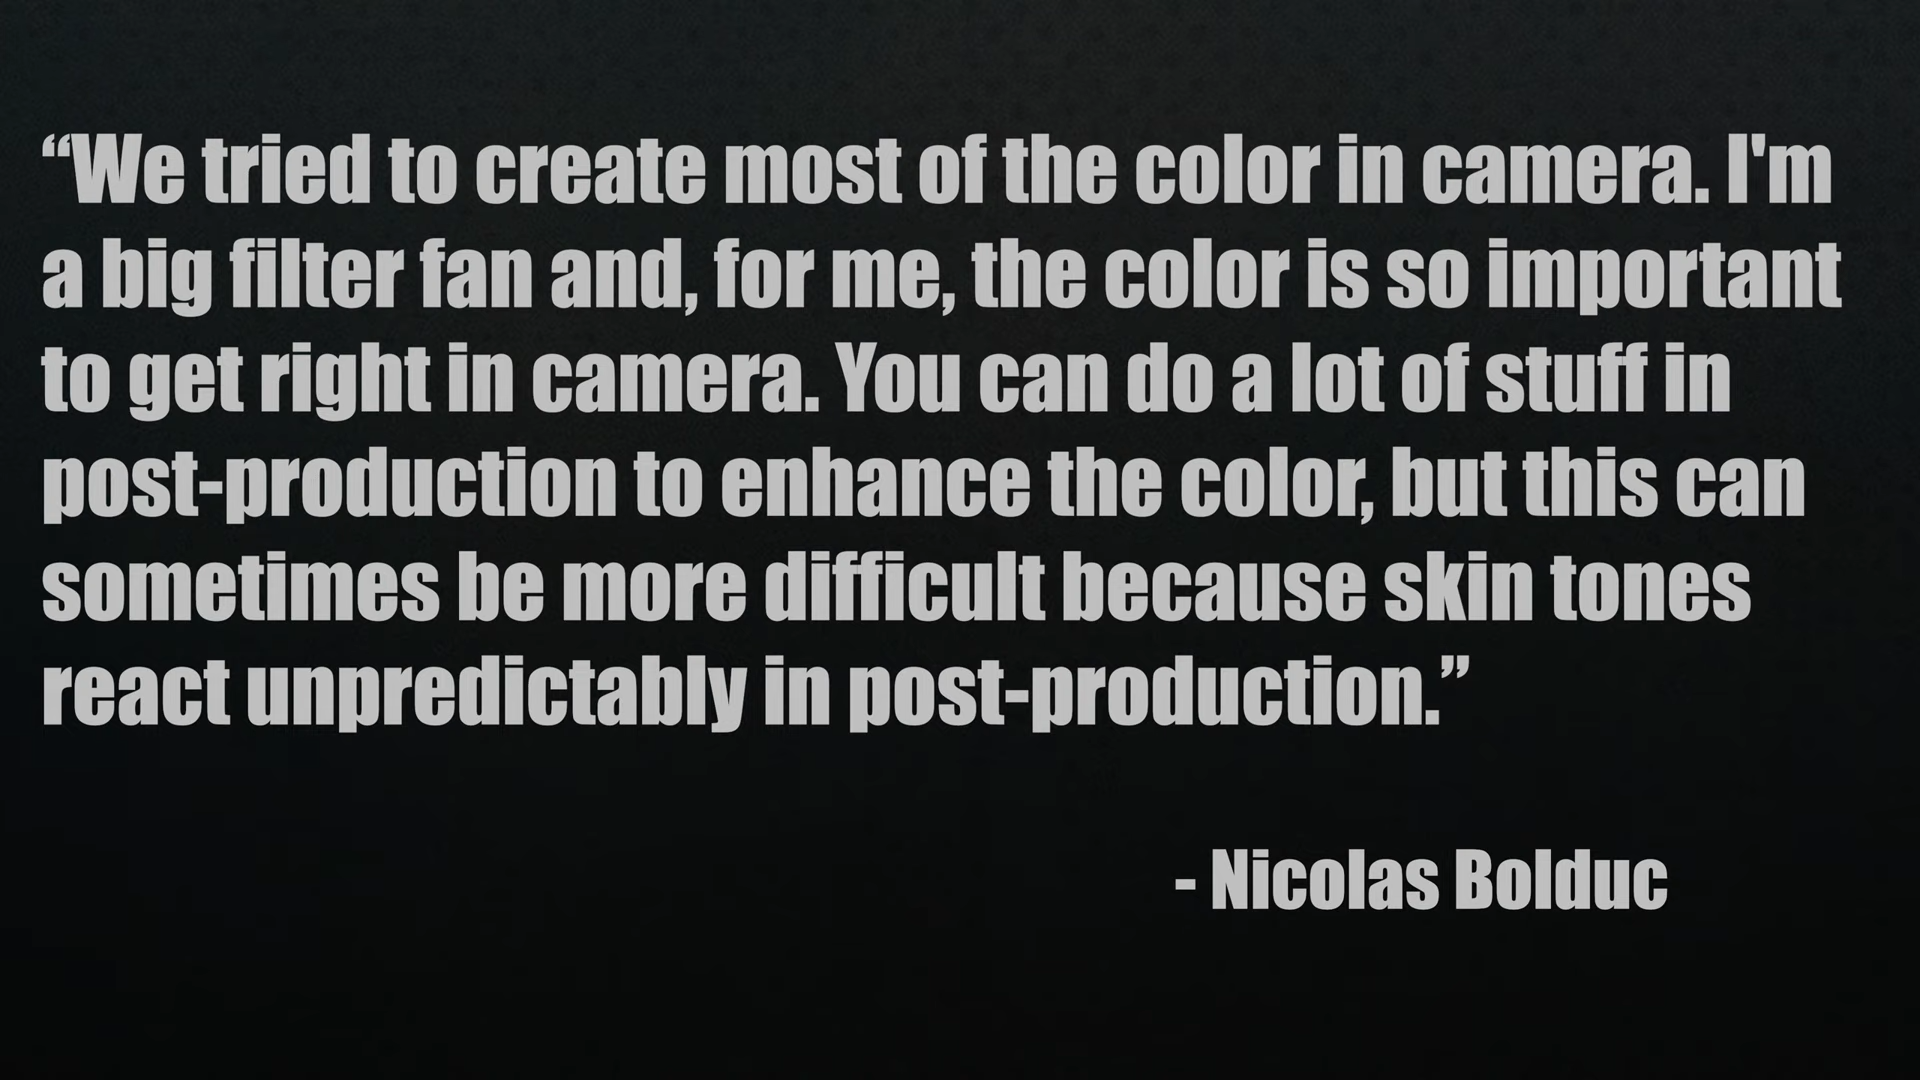 “We tried to create most of the color in camera. I'm
a big filter fan and, for me, the color is so important
to get right in camera. You can do a lot of stuff in
post-production to enhance the color, but this can
sometimes be more difficult because skin tones
react unpredictably in post-production.”
- Nicolas Bolduc